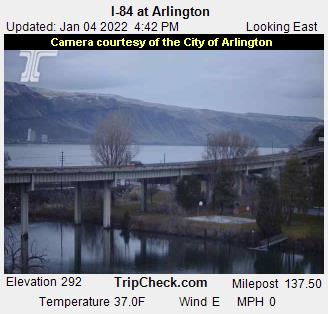 I-84 at Arlington
Updated: Jan 04 2022 4:42 PM Looking East
Camera courtesy of the City of Arlington
Elevation 292 TripCheck.com Milepost 137.50
Temperature 37.0F Wind E MPH 0